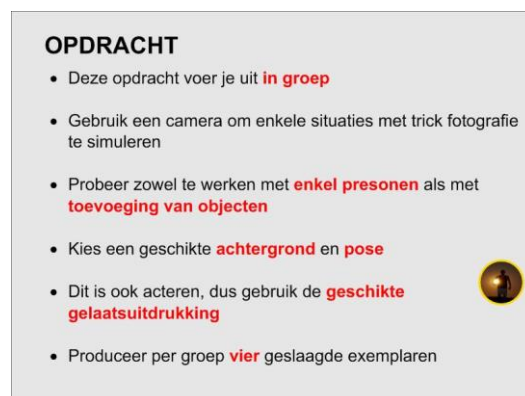 OPDRACHT
• Deze opdracht voer je uit in groep
• Gebruik een camera om enkele situaties met trick fotografie
te simuleren
• Probeer zowel te werken met enkel presonen als met
toevoeging van objecten
• Kies een geschikte achtergrond en pose
• Dit is ook acteren, dus gebruik de geschikte
gelaatsuitdrukking
• Produceer per groep vier geslaagde exemplaren